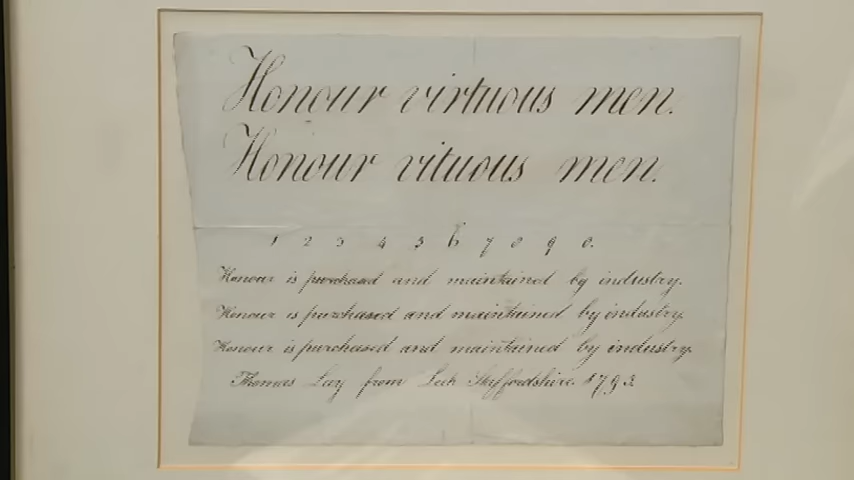 Honour virtuous men.
Honour vituous men.
1 2 3 4 5 6 7 8 9 0.
Honour is purchased and maintained by industry.
Honour is purchased and maintained by industry.
Honour is purchased and maintained by industry.
Thomas Lay from Leek Staffordshire. 1793.